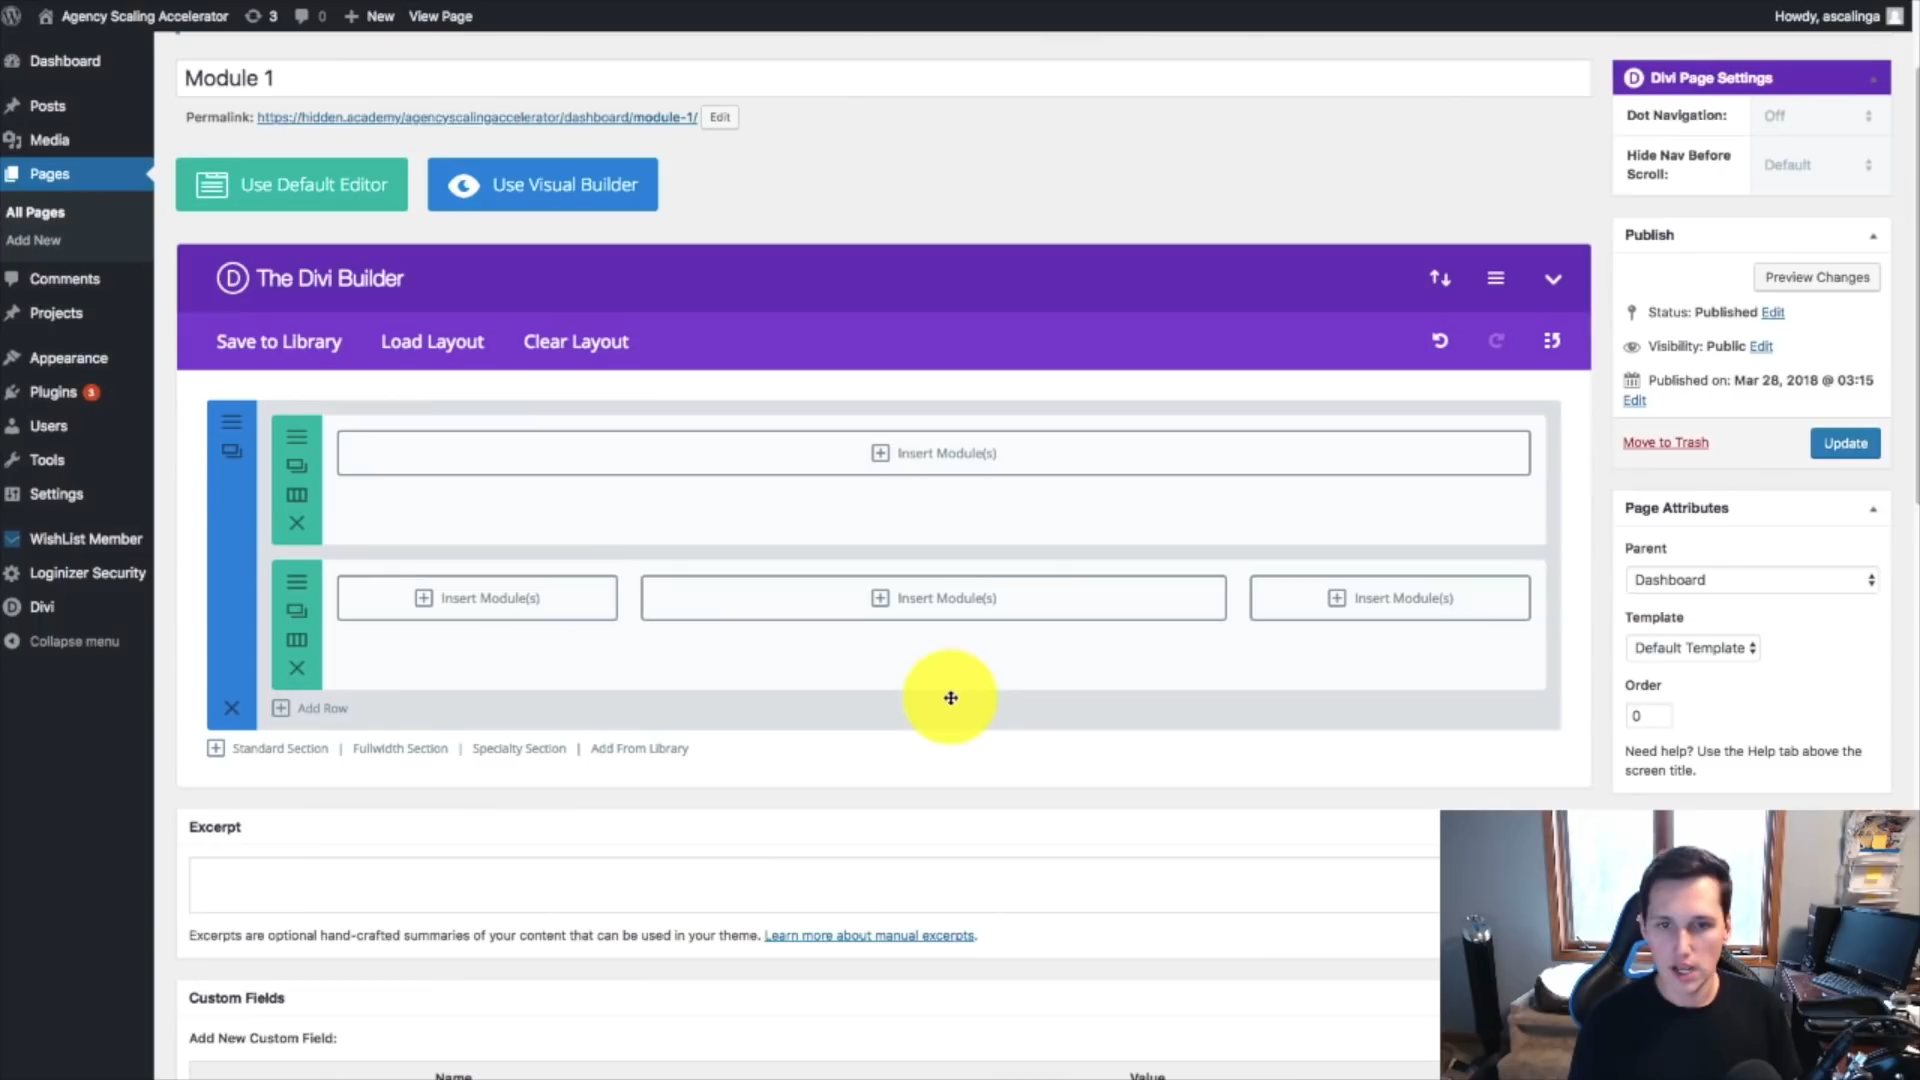 Agency Scaling Accelerator 3 0 New View Page Howdy, ascalinga
Dashboard
Posts
Media
Pages
All Pages
Add New
Comments
Projects
Appearance
Plugins 3
Users
Tools
Settings
WishList Member
Loginizer Security
Divi
Collapse menu
Module 1
Permalink: https://hidden.academy/agencyscalingaccelerator/dashboard/module-1/ Edit
Use Default Editor Use Visual Builder
The Divi Builder
Save to Library Load Layout Clear Layout
Insert Module(s)
Insert Module(s) Insert Module(s) Insert Module(s)
Add Row
Standard Section | Fullwidth Section | Specialty Section | Add From Library
Excerpt
Excerpts are optional hand-crafted summaries of your content that can be used in your theme. Learn more about manual excerpts.
Custom Fields
Add New Custom Field:
Name Value
Divi Page Settings
Dot Navigation: Off
Hide Nav Before
Scroll: Default
Publish
Preview Changes
Status: Published Edit
Visibility: Public Edit
Published on: Mar 28, 2018 @ 03:15
Edit
Move to Trash Update
Page Attributes
Parent
Dashboard
Template
Default Template
Order
0
Need help? Use the Help tab above the
screen title.